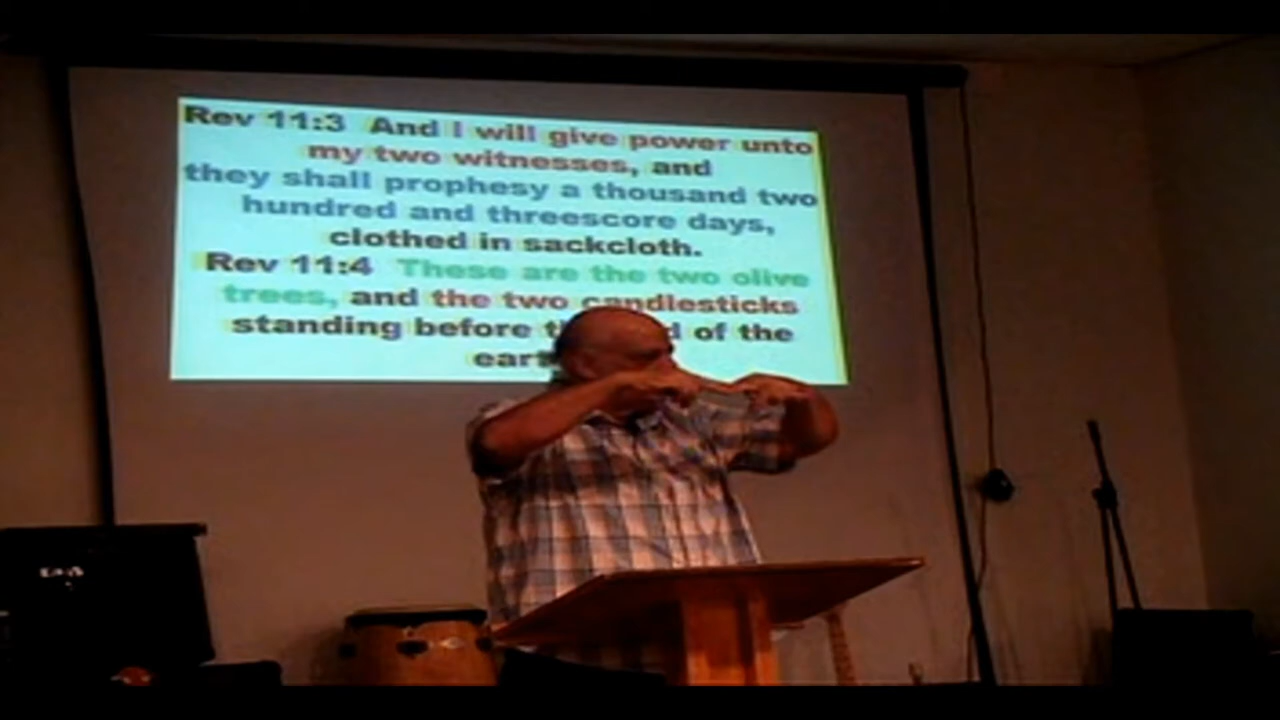 Rev 11:3 And I will give power unto
my two witnesses, and
they shall prophesy a thousand two
hundred and threescore days,
clothed in sackcloth.
Rev 11:4 These are the two olive
trees, and the two candlesticks
standing before of the